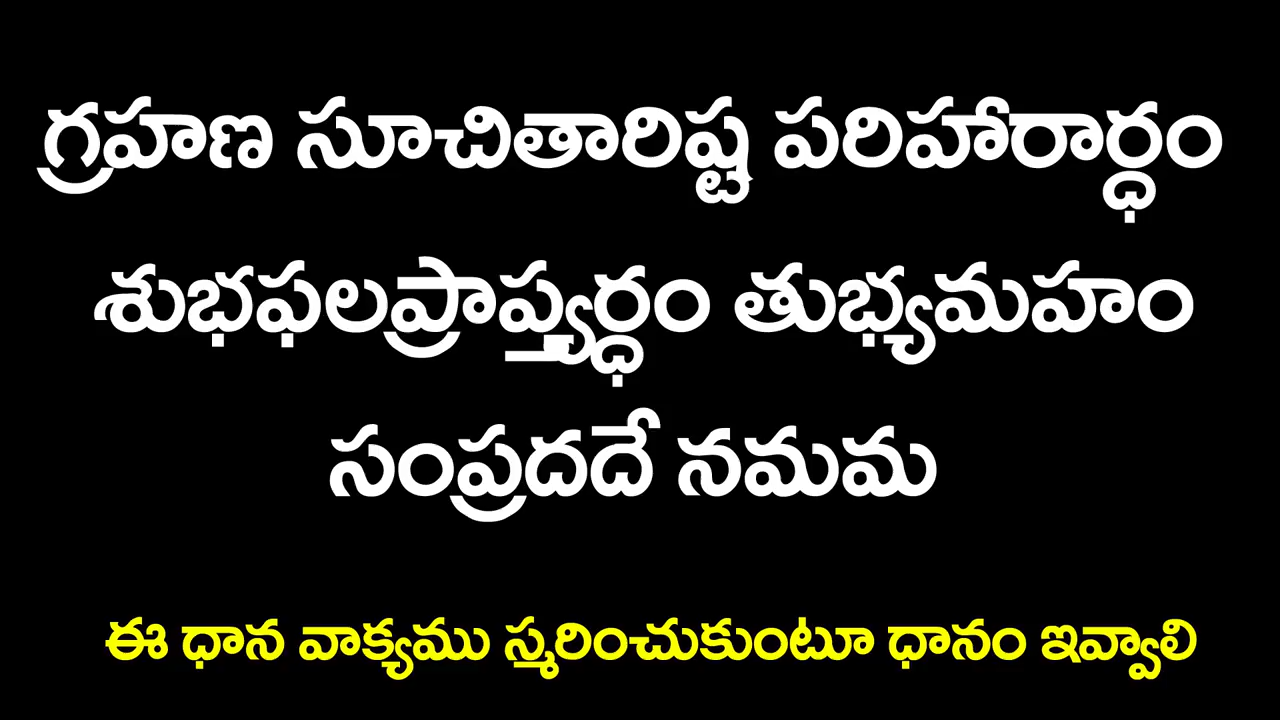 గ్రహణ సూచితారిష్ట పరిహారార్ధం
శుభఫలప్రాప్త్యర్ధం తుభ్యమహం
సంప్రదదే నమమ
ఈ ధాన వాక్యము స్మరించుకుంటూ ధానం ఇవ్వాలి